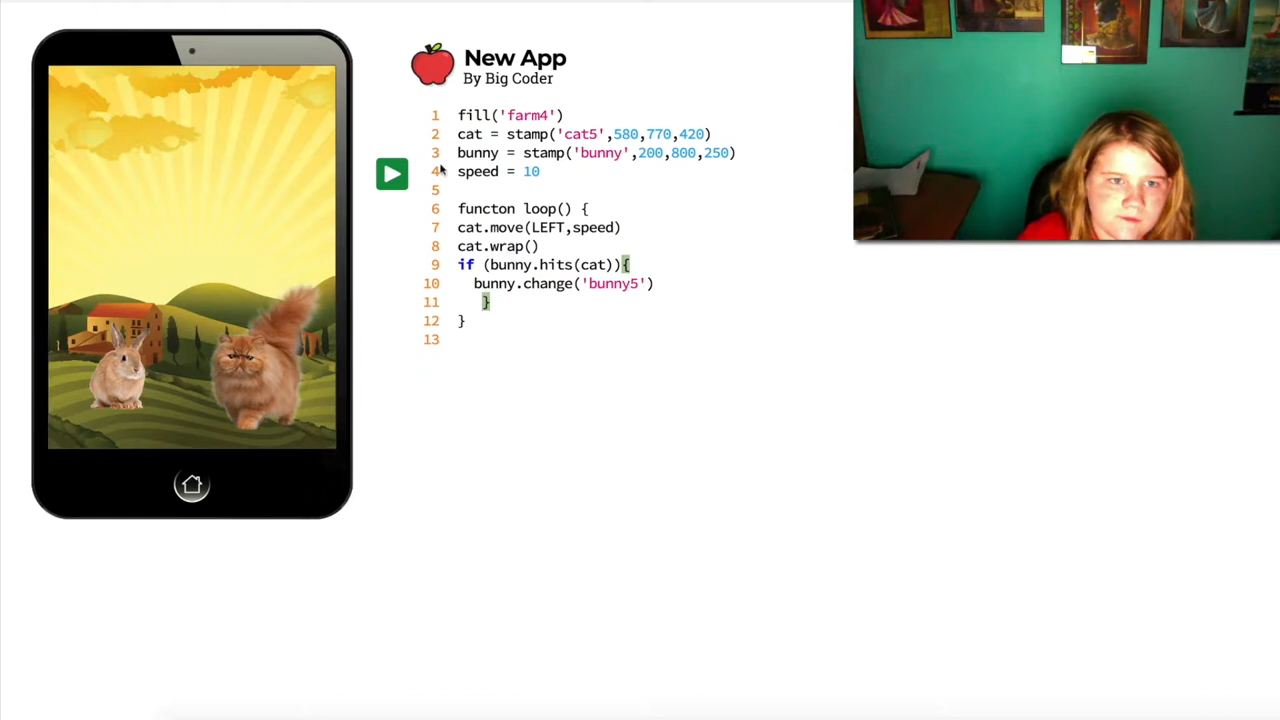 New App
By Big Coder
1 fill('farm4')
2 cat = stamp('cat5',580,770,420)
3 bunny = stamp('bunny',200,800,250)
4 speed = 10
5
6 functon loop() {
7 cat.move(LEFT,speed)
8 cat.wrap()
9 if (bunny.hits(cat)){
10 bunny.change('bunny5')
11 }
12 }
13